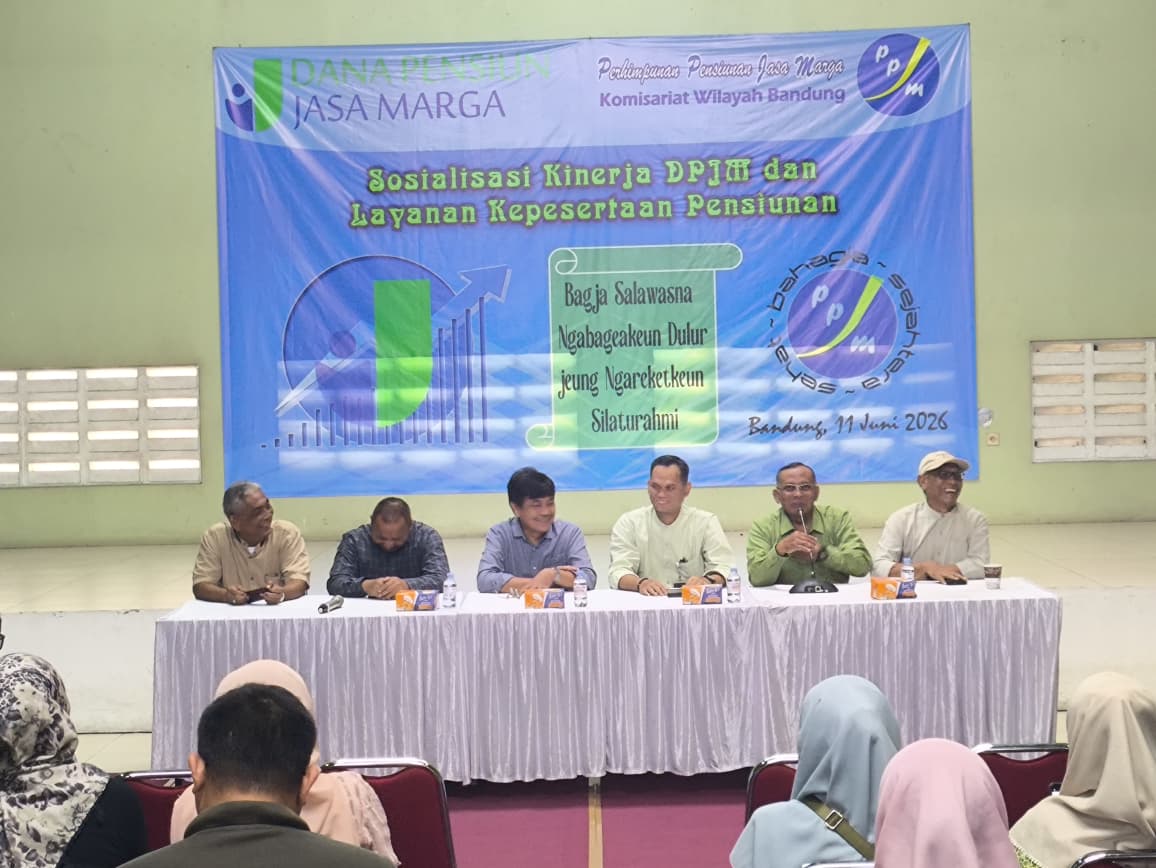 DANA PENSIUN
JASA MARGA
Perhimpunan Pensiunan Jasa Marga
Komisariat Wilayah Bandung
PPM
Sosialisasi Kinerja DPJM dan
Layanan Kepesertaan Pensiunan
Bagja Salawasna
Ngabageakeun Dulur
jeung Ngareketkeun
Silaturahmi
sehat ~ bahagia ~ sejahtera ~
PPM
Bandung, 11 Juni 2026